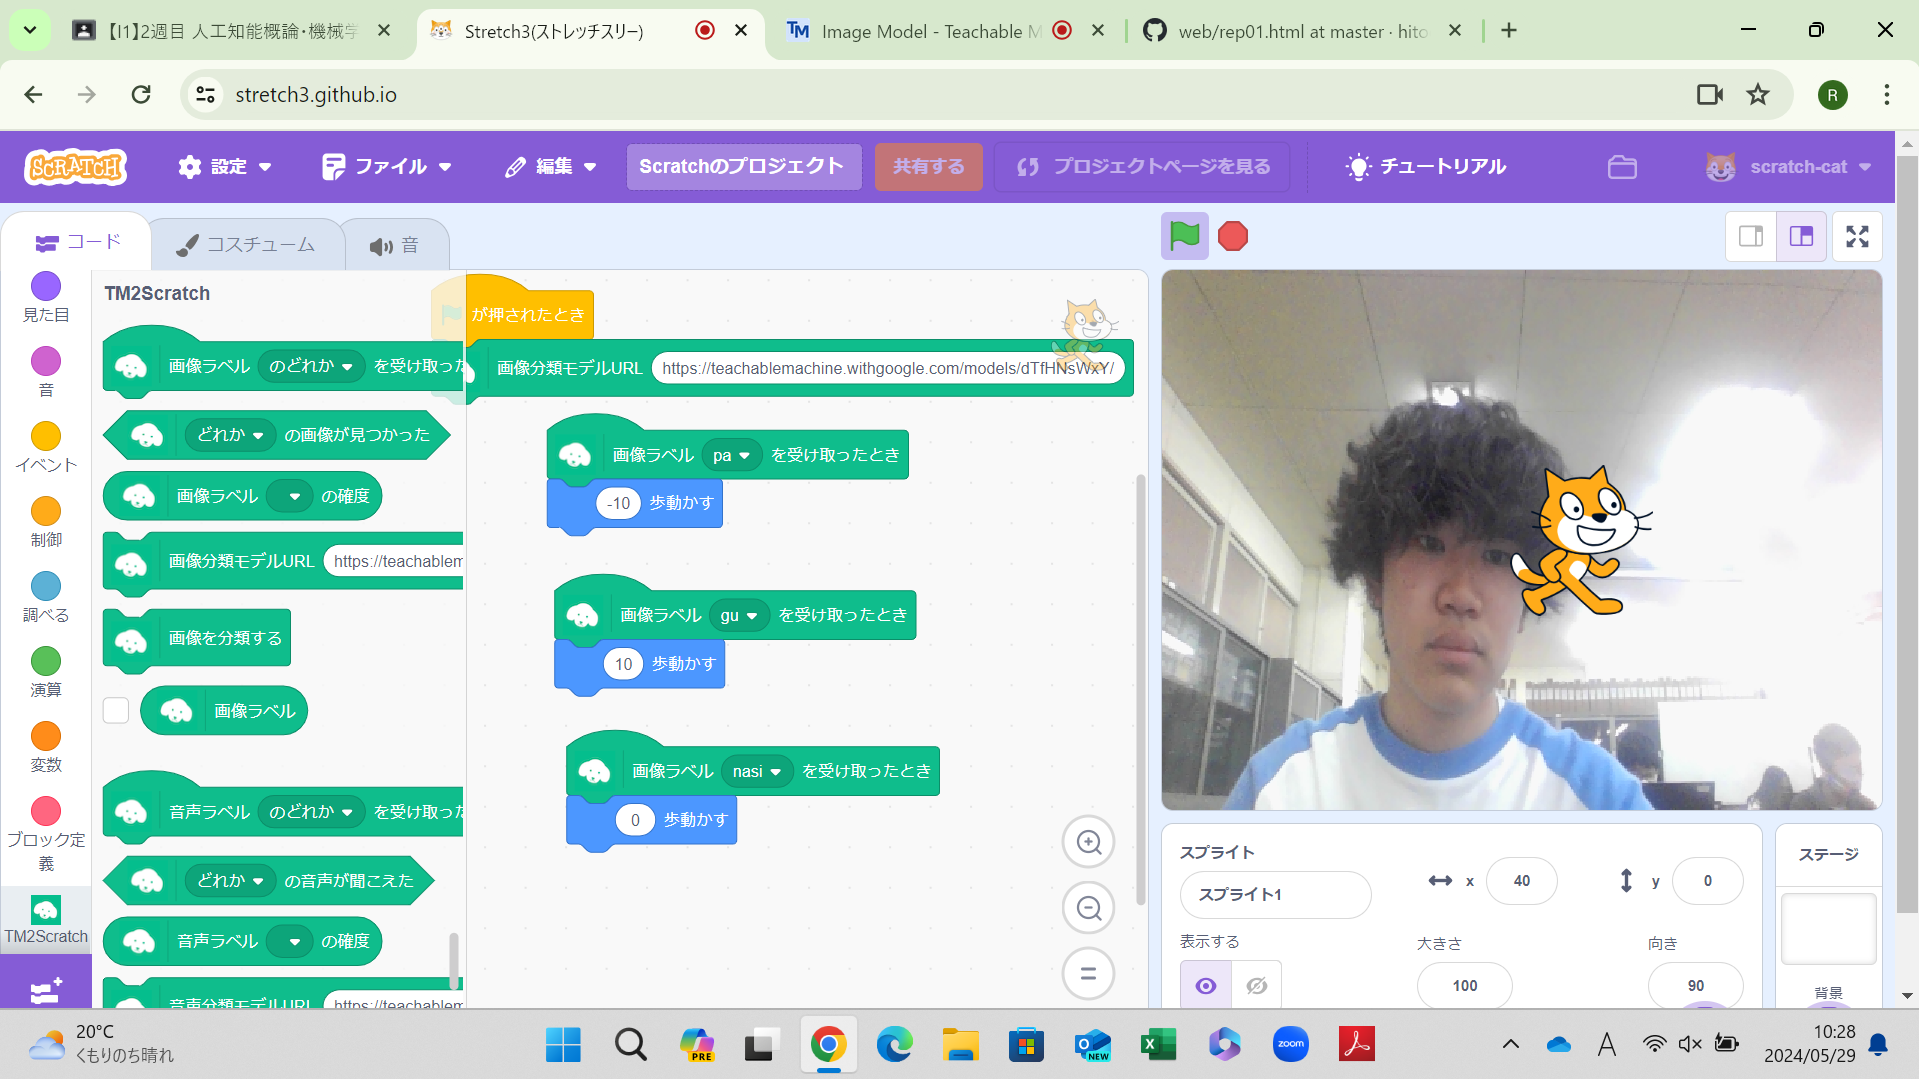 【I1】2週目 人工知能概論・機械学
Stretch3(ストレッチスリー)
Image Model - Teachable M
web/rep01.html at master · hito
stretch3.github.io
R
SCRATCH
設定
ファイル
編集
Scratchのプロジェクト
共有する
プロジェクトページを見る
チュートリアル
scratch-cat
コード
コスチューム
音
見た目
音
イベント
制御
調べる
演算
変数
ブロック定義
TM2Scratch
TM2Scratch
画像ラベル のどれか を受け取った
どれか の画像が見つかった
画像ラベル の確度
画像分類モデルURL https://teachablem
画像を分類する
画像ラベル
音声ラベル のどれか を受け取った
どれか の音声が聞こえた
音声ラベル の確度
音声分類モデルURL https://teachablem
が押されたとき
画像分類モデルURL https://teachablemachine.withgoogle.com/models/dTfHNsWxY/
画像ラベル pa を受け取ったとき
-10 歩動かす
画像ラベル gu を受け取ったとき
10 歩動かす
画像ラベル nasi を受け取ったとき
0 歩動かす
スプライト
スプライト1
x 40
y 0
表示する
大きさ
100
向き
90
ステージ
背景
20°C
くもりのち晴れ
PRE
NEW
zoom
A
10:28
2024/05/29